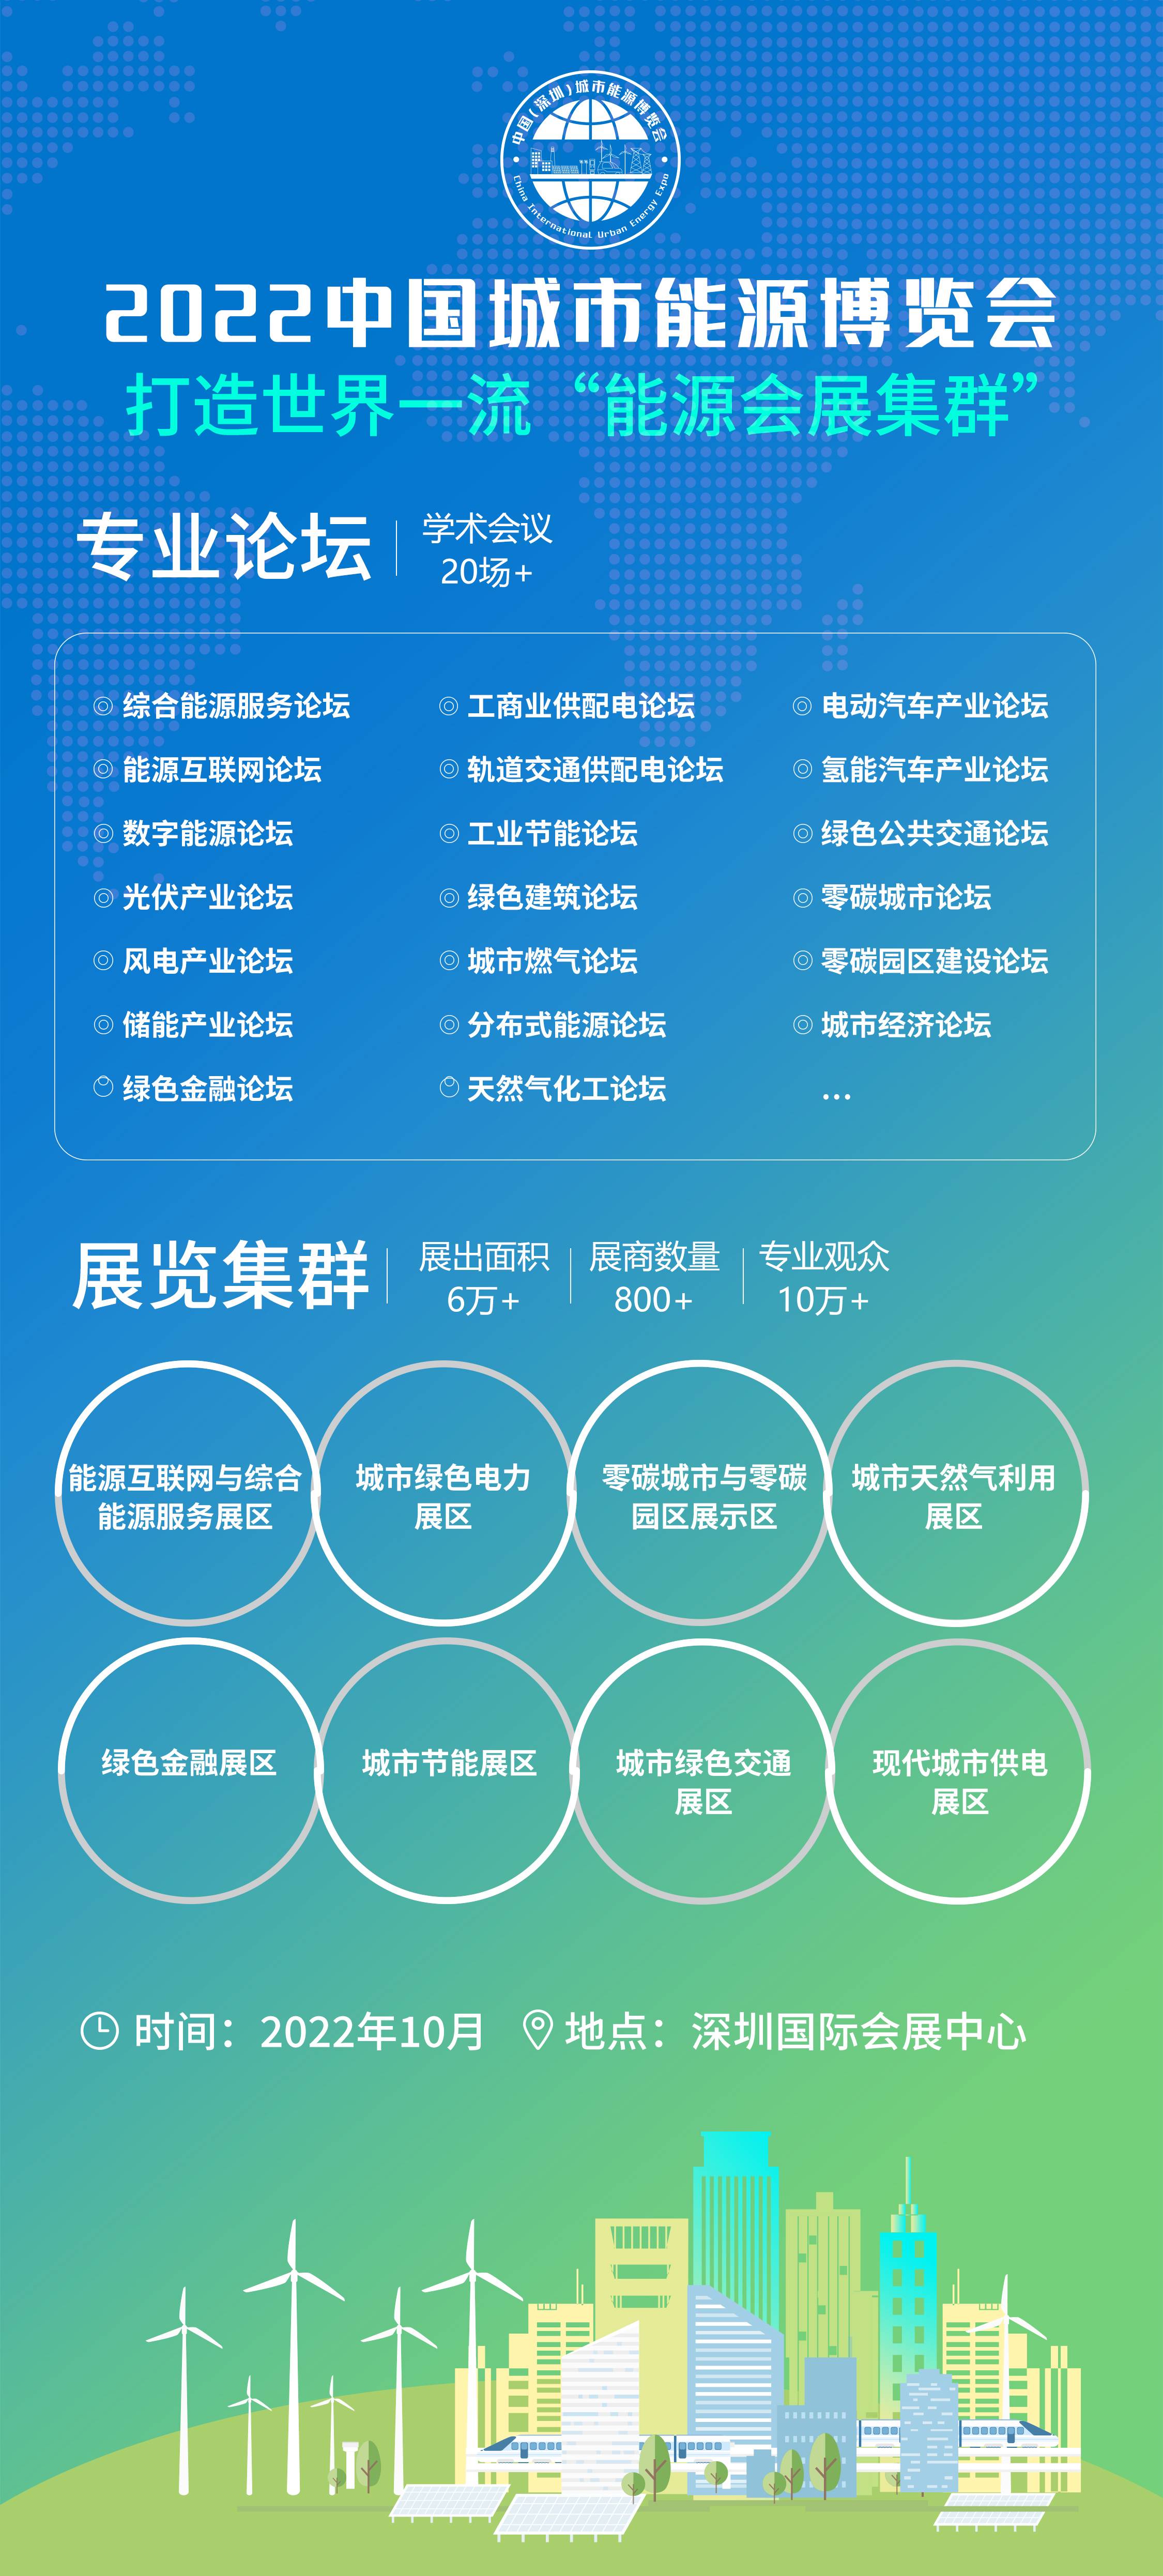 中国(深圳)城市能源博览会
China International Urban Energy Expo
2022中国城市能源博览会
打造世界一流“能源会展集群”
专业论坛
学术会议
20场+
综合能源服务论坛
工商业供配电论坛
电动汽车产业论坛
能源互联网论坛
轨道交通供配电论坛
氢能汽车产业论坛
数字能源论坛
工业节能论坛
绿色公共交通论坛
光伏产业论坛
绿色建筑论坛
零碳城市论坛
风电产业论坛
城市燃气论坛
零碳园区建设论坛
储能产业论坛
分布式能源论坛
城市经济论坛
绿色金融论坛
天然气化工论坛
...
展览集群
展出面积
6万+
展商数量
800+
专业观众
10万+
能源互联网与综合
能源服务展区
城市绿色电力
展区
零碳城市与零碳
园区展示区
城市天然气利用
展区
绿色金融展区
城市节能展区
城市绿色交通
展区
现代城市供电
展区
时间：2022年10月
地点：深圳国际会展中心